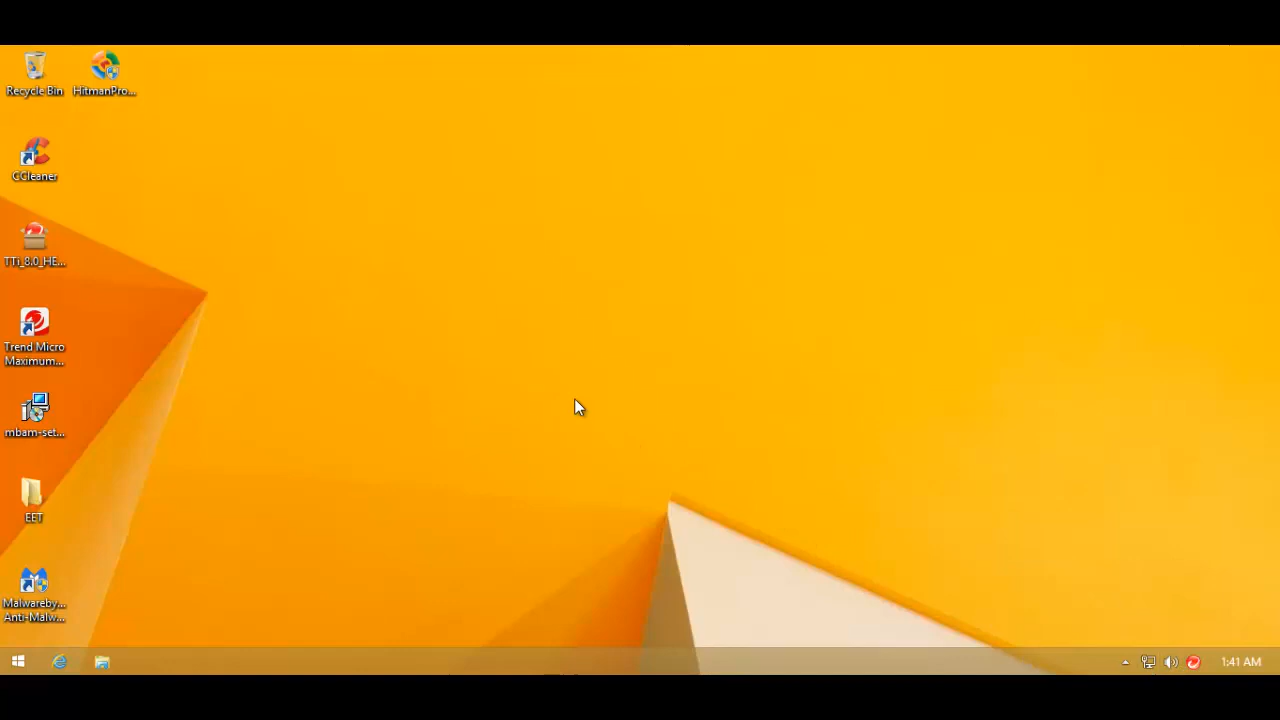 Recycle Bin
HitmanPro...
CCleaner
TTi_8.0_HE...
Trend Micro
Maximum...
mbam-set...
EET
Malwareby...
Anti-Malw...
1:41 AM